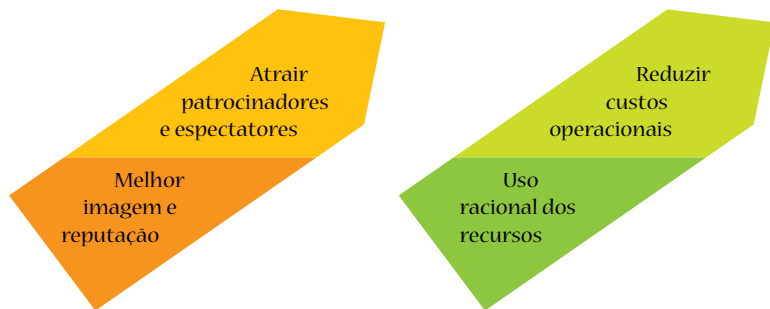 Atrair
patrocinadores
e espectatores
Melhor
imagem e
reputação
Reduzir
custos
operacionais
Uso
racional dos
recursos